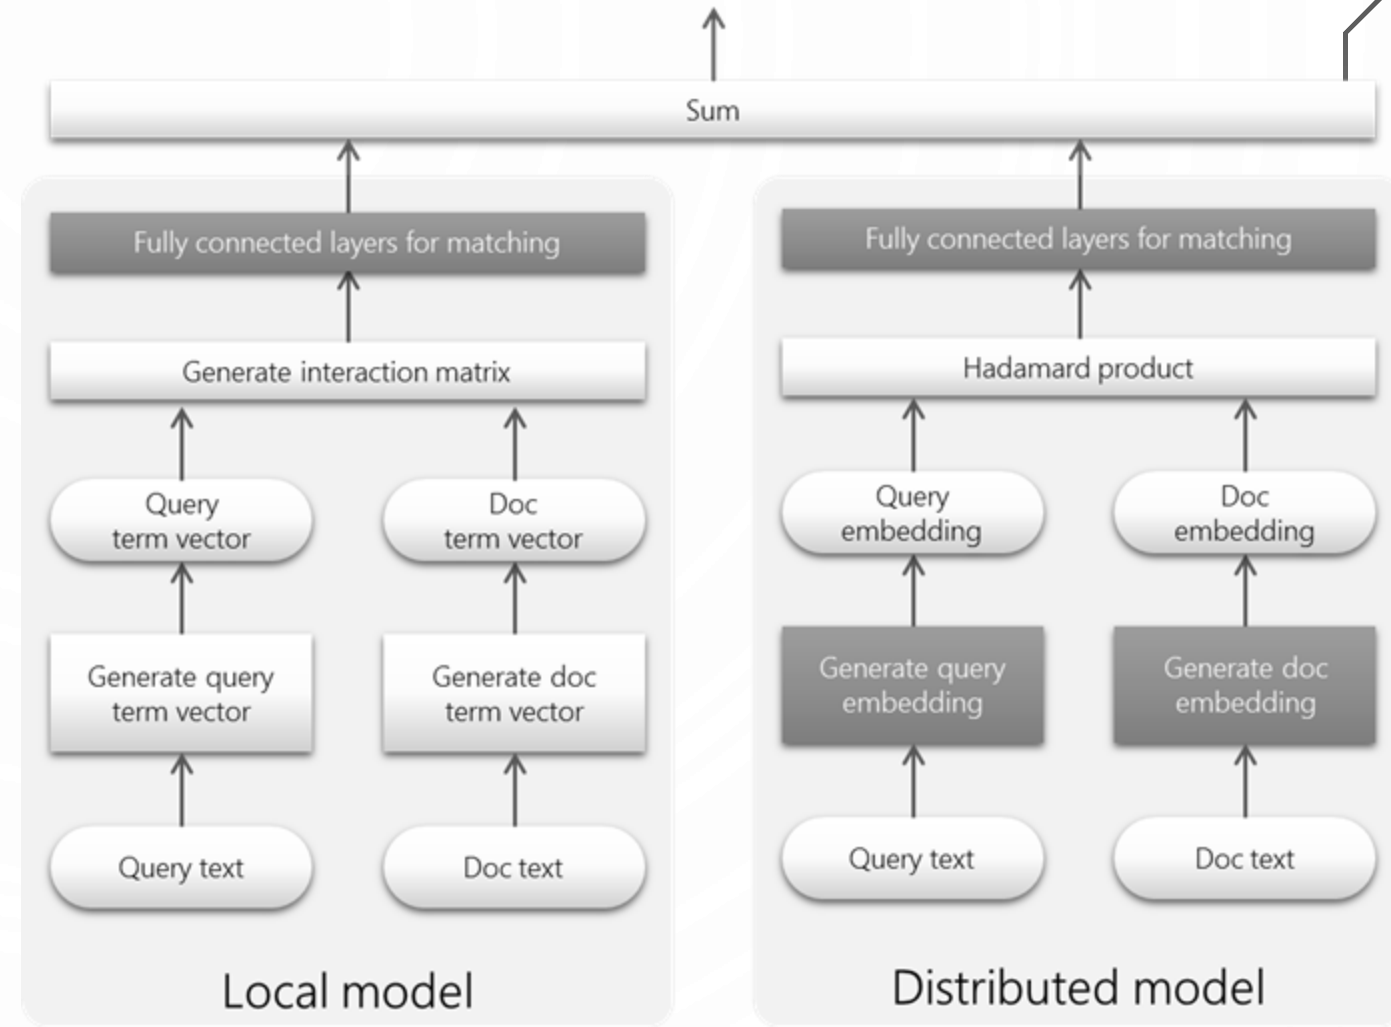 Sum
Fully connected layers for matching
Generate interaction matrix
Query
term vector
Doc
term vector
Generate query
term vector
Generate doc
term vector
Query text
Doc text
Local model
Fully connected layers for matching
Hadamard product
Query
embedding
Doc
embedding
Generate query
embedding
Generate doc
embedding
Query text
Doc text
Distributed model